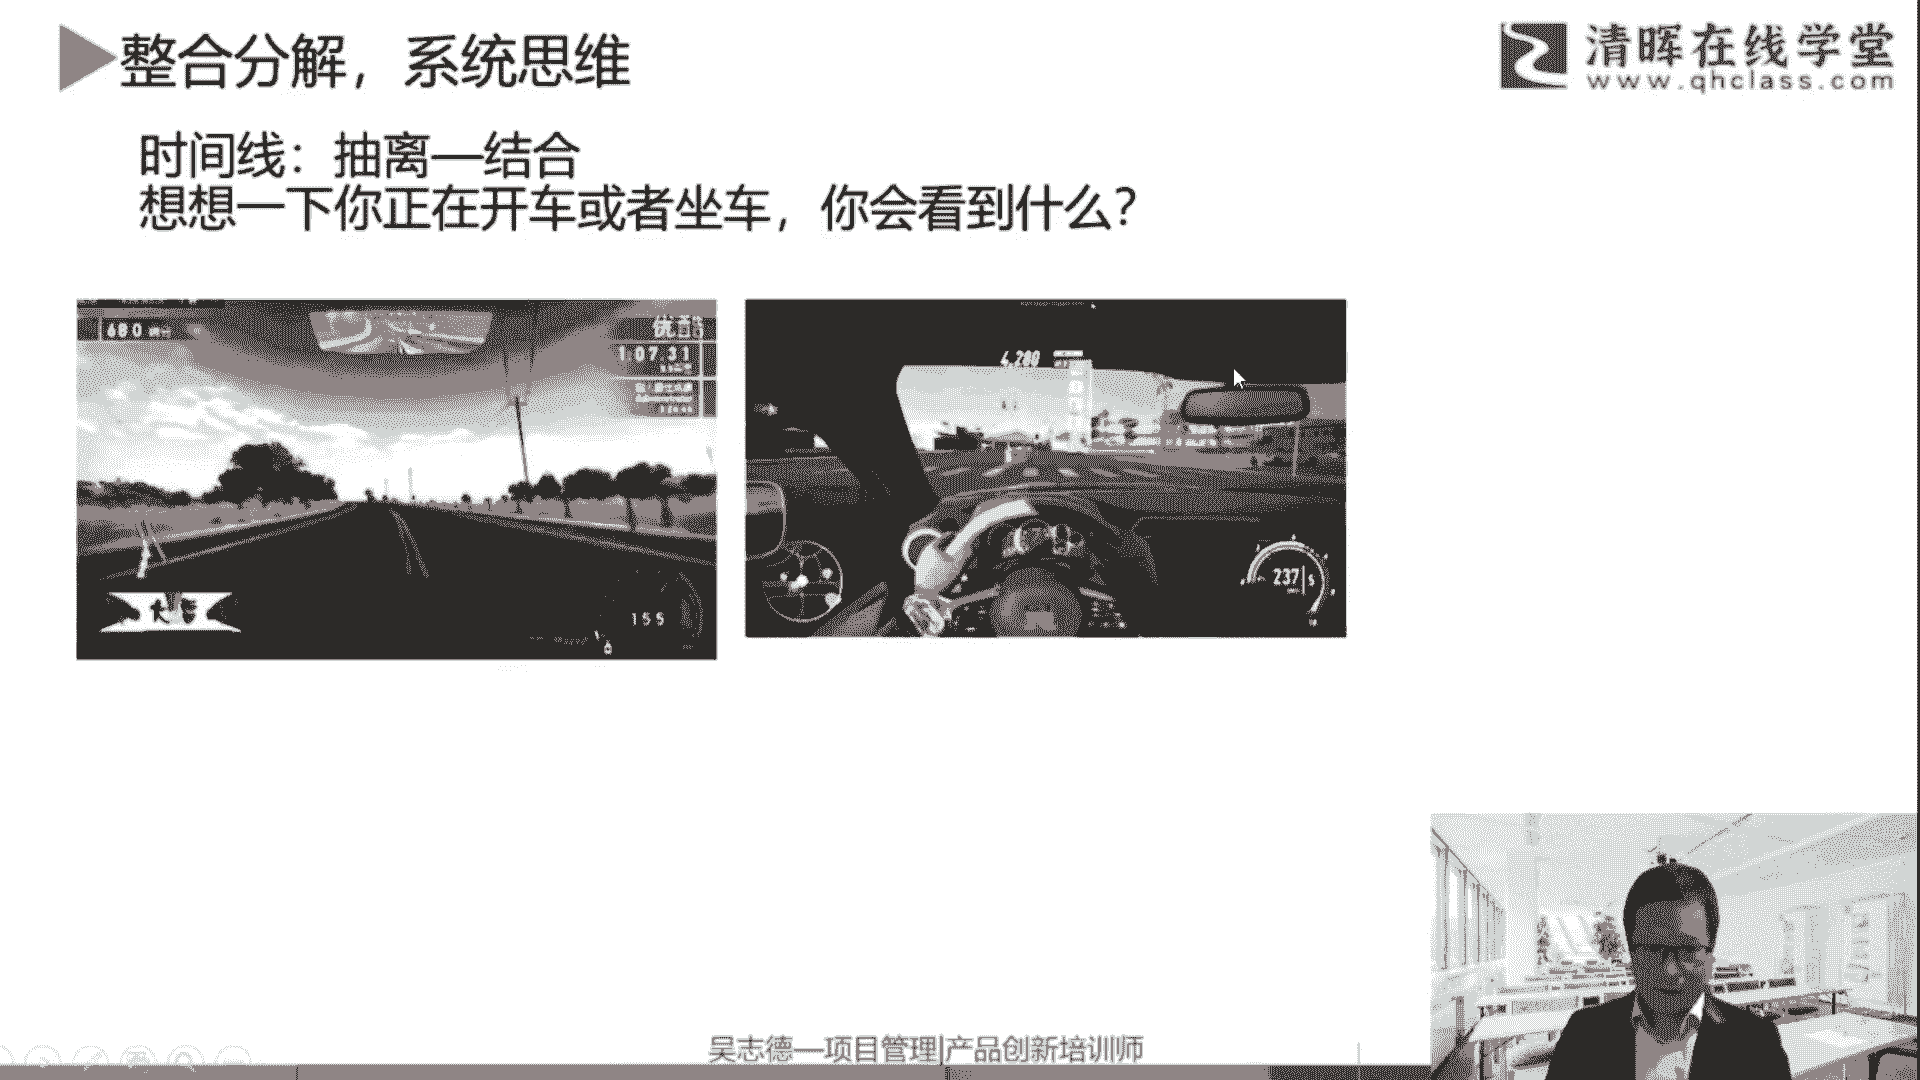 整合分解，系统思维
清晖在线学堂
www.qhclass.com
时间线：抽离—结合
想想一下你正在开车或者坐车，你会看到什么？
680
1:07.31
155
4,280
237
吴志德—项目管理|产品创新培训师